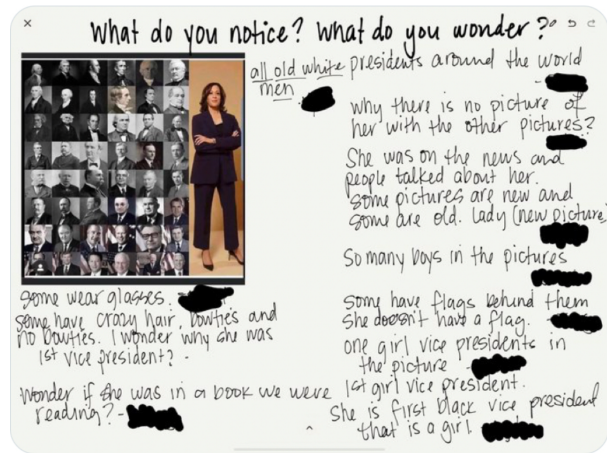 What do you notice? What do you wonder?
all old white presidents around the world
men
why there is no picture of
her with the other pictures?
She was on the news and
people talked about her.
some pictures are new and
some are old. Lady (new picture)
So many boys in the pictures
some wear glasses.
some have crazy hair, bowties and
no bowties. I wonder why she was
1st vice president? -
Wonder if she was in a book we were
reading? -
Some have flags behind them
She doesn't have a flag.
one girl vice presidents in
the picture
1st girl vice president.
She is first black vice president
that is a girl